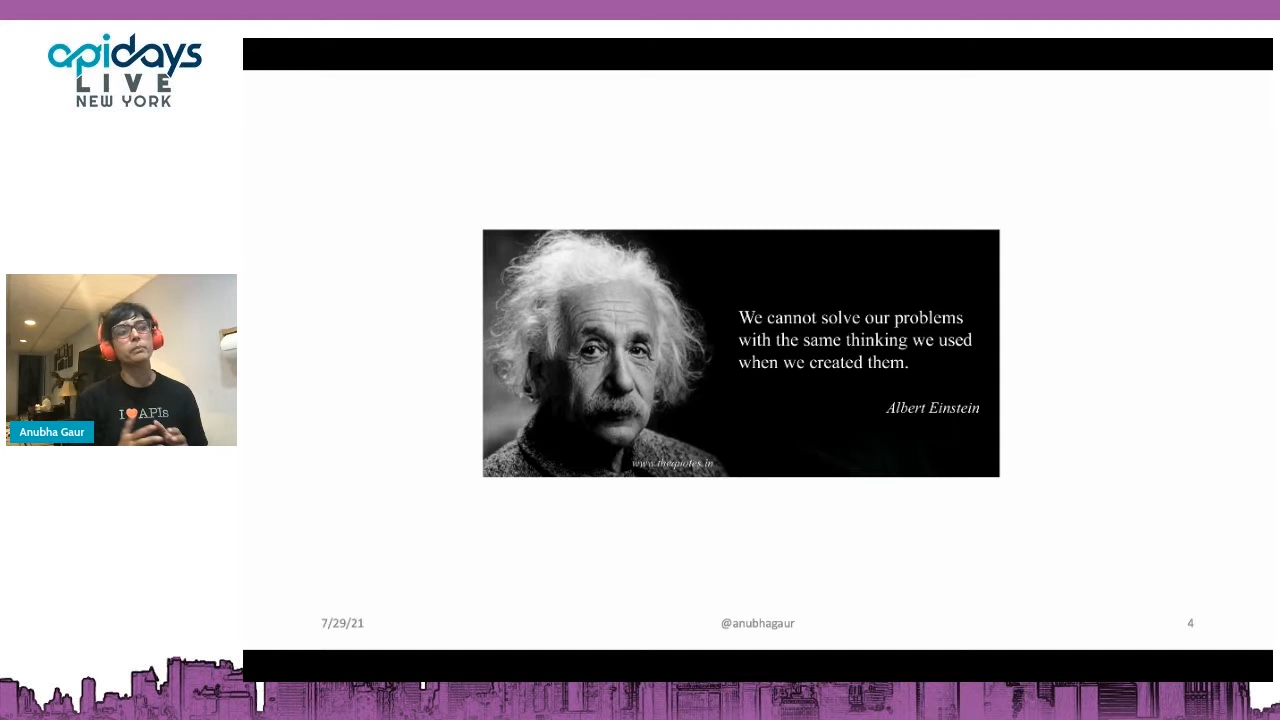 apidays
LIVE
NEW YORK
I ❤ APIs
Anubha Gaur
We cannot solve our problems
with the same thinking we used
when we created them.
Albert Einstein
www.thequotes.in
7/29/21
@anubhagaur
4